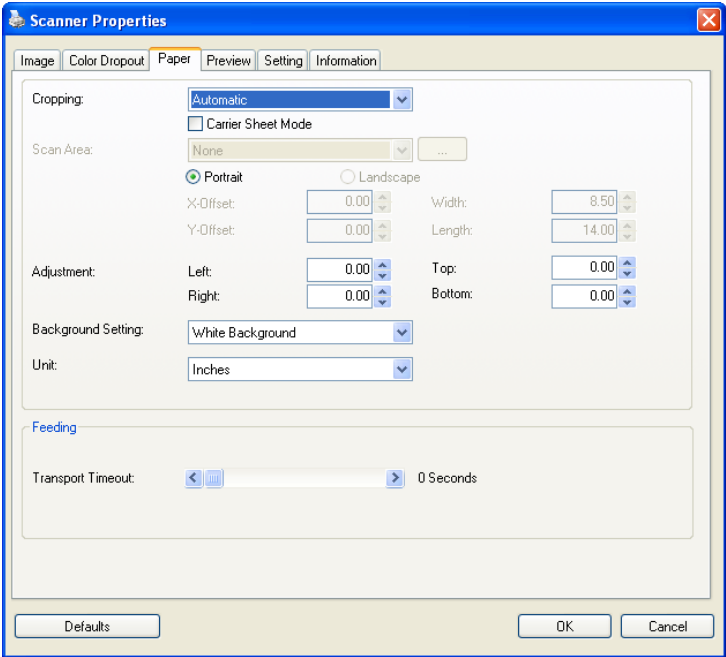 Scanner Properties
Image Color Dropout Paper Preview Setting Information
Cropping: Automatic
Carrier Sheet Mode
Scan Area: None ...
Portrait Landscape
X-Offset: 0.00 Width: 8.50
Y-Offset: 0.00 Length: 14.00
Adjustment: Left: 0.00 Top: 0.00
Right: 0.00 Bottom: 0.00
Background Setting: White Background
Unit: Inches
Feeding
Transport Timeout: 0 Seconds
Defaults OK Cancel